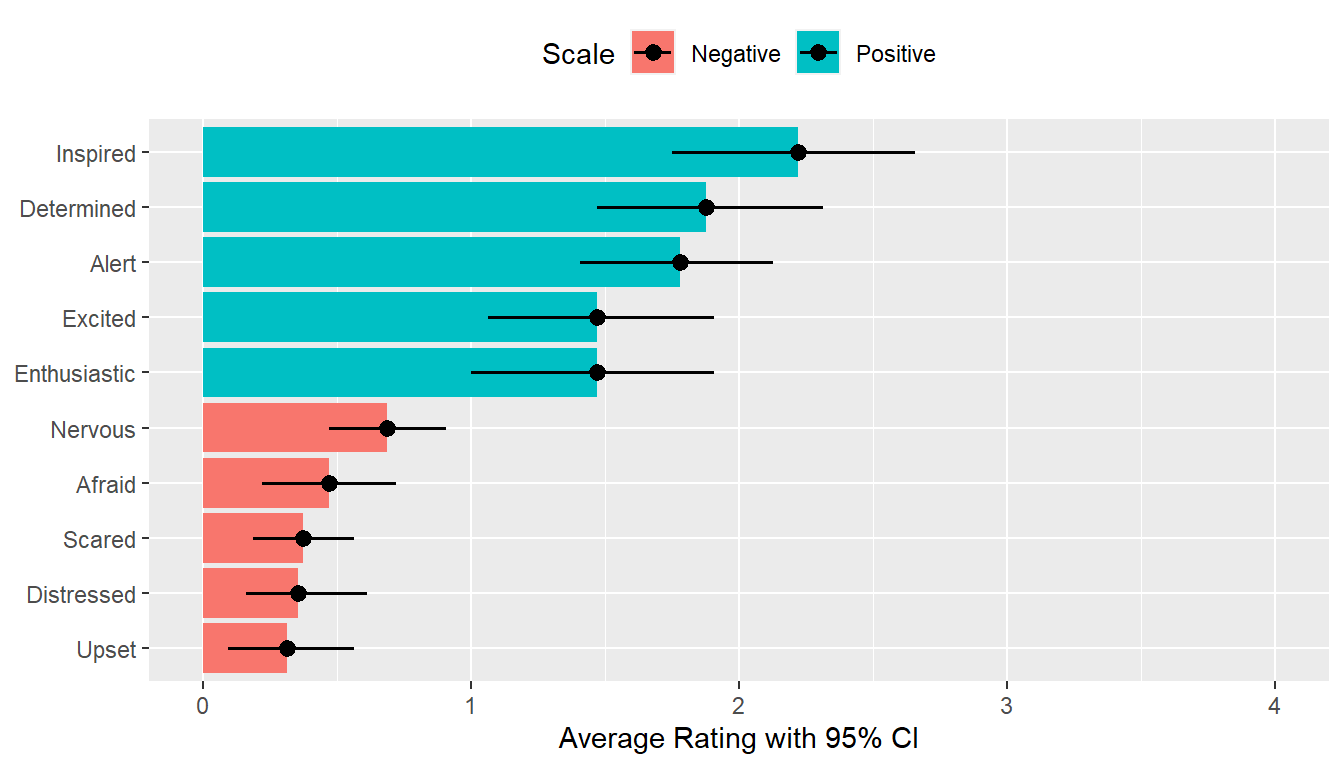 Scale Negative Positive
Inspired
Determined
Alert
Excited
Enthusiastic
Nervous
Afraid
Scared
Distressed
Upset
0 1 2 3 4
Average Rating with 95% CI